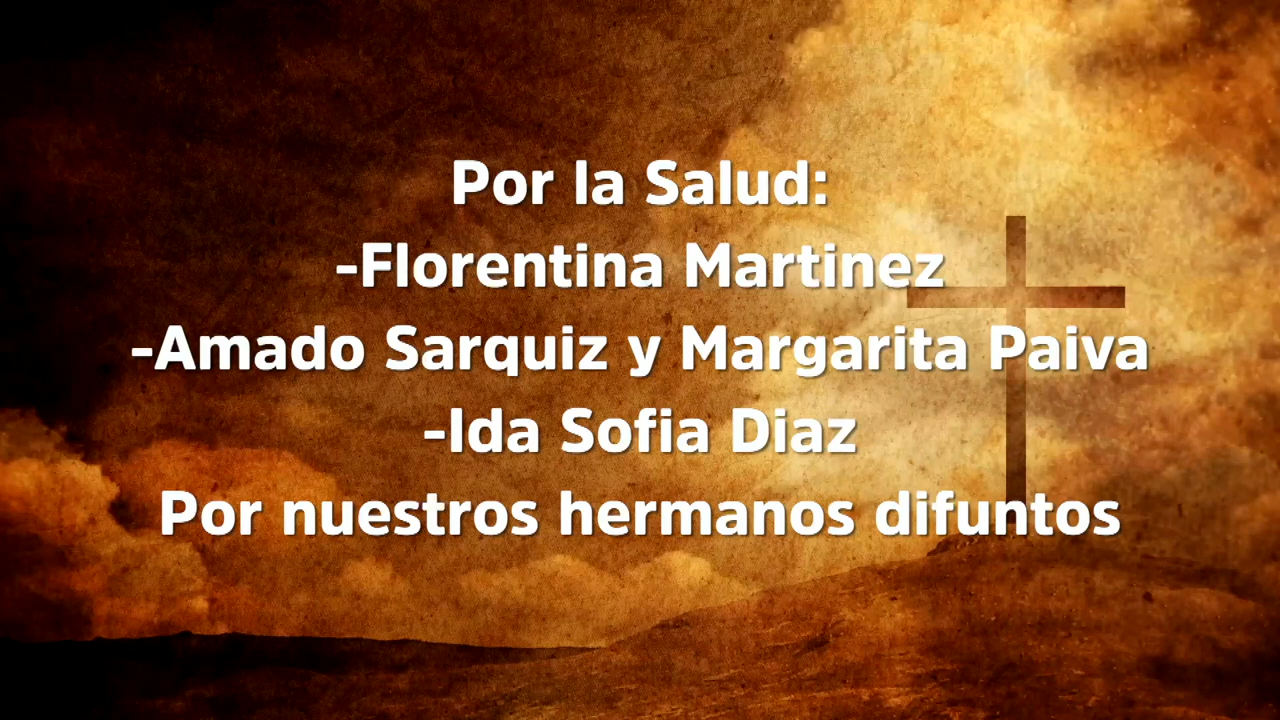 Por la Salud:
-Florentina Martinez
-Amado Sarquiz y Margarita Paiva
-Ida Sofia Diaz
Por nuestros hermanos difuntos